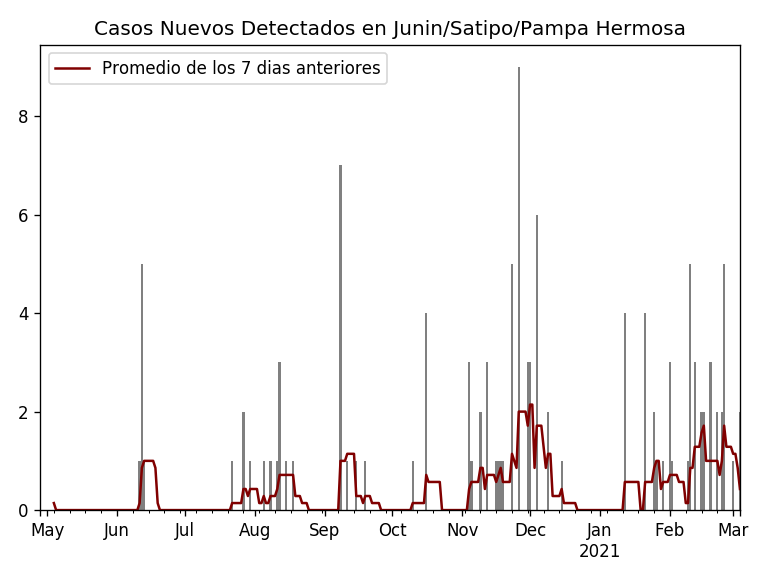 Casos Nuevos Detectados en Junin/Satipo/Pampa Hermosa
Promedio de los 7 dias anteriores
8
6
4
2
0
May Jun Jul Aug Sep Oct Nov Dec Jan Feb Mar
2021